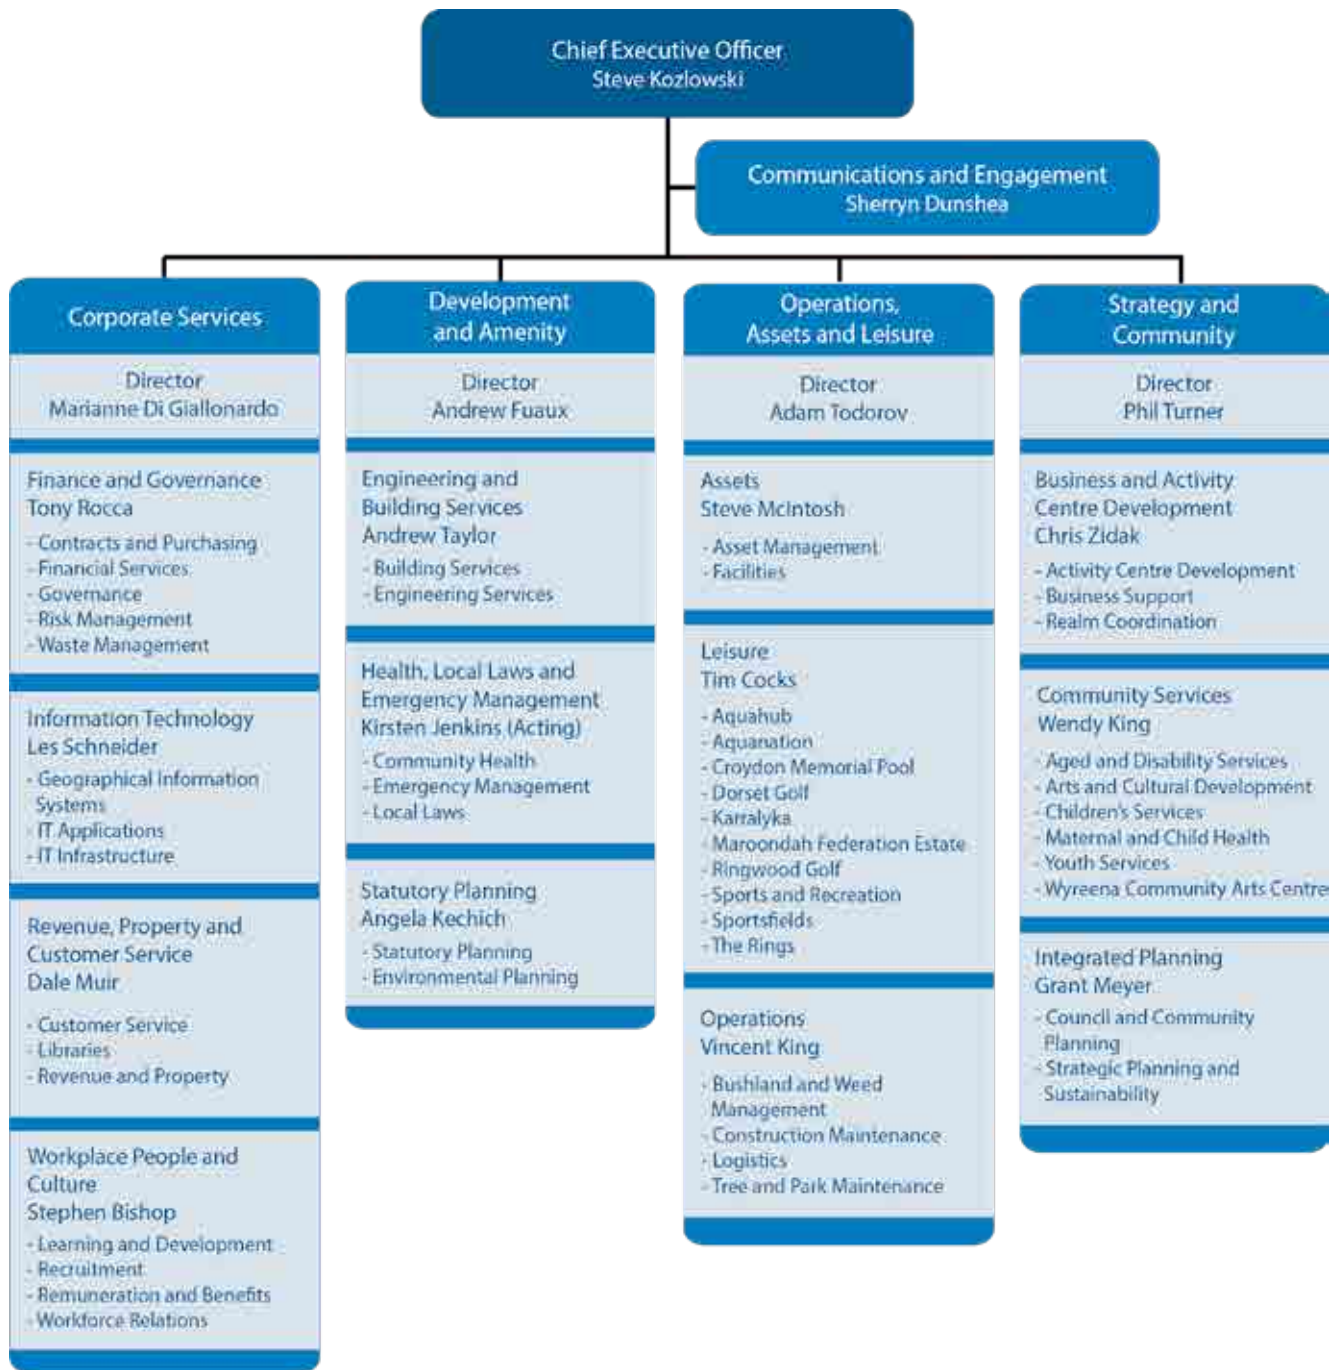 Chief Executive Officer
Steve Kozlowski
Communications and Engagement
Sherryn Dunshea
Corporate Services
Director
Marianne Di Giallonardo
Finance and Governance
Tony Rocca
- Contracts and Purchasing
- Financial Services
- Governance
- Risk Management
- Waste Management
Information Technology
Les Schneider
- Geographical Information
Systems
- IT Applications
- IT Infrastructure
Revenue, Property and
Customer Service
Dale Muir
- Customer Service
- Libraries
- Revenue and Property
Workplace People and
Culture
Stephen Bishop
- Learning and Development
- Recruitment
- Remuneration and Benefits
- Workforce Relations
Development
and Amenity
Director
Andrew Fuaux
Engineering and
Building Services
Andrew Taylor
- Building Services
- Engineering Services
Health, Local Laws and
Emergency Management
Kirsten Jenkins (Acting)
- Community Health
- Emergency Management
- Local Laws
Statutory Planning
Angela Kechich
- Statutory Planning
- Environmental Planning
Operations,
Assets and Leisure
Director
Adam Todorov
Assets
Steve McIntosh
- Asset Management
- Facilities
Leisure
Tim Cocks
- Aquahub
- Aquanation
- Croydon Memorial Pool
- Dorset Golf
- Karralyka
- Maroondah Federation Estate
- Ringwood Golf
- Sports and Recreation
- Sportsfields
- The Rings
Operations
Vincent King
- Bushland and Weed
Management
- Construction Maintenance
- Logistics
- Tree and Park Maintenance
Strategy and
Community
Director
Phil Turner
Business and Activity
Centre Development
Chris Zidak
- Activity Centre Development
- Business Support
- Realm Coordination
Community Services
Wendy King
- Aged and Disability Services
- Arts and Cultural Development
- Children's Services
- Maternal and Child Health
- Youth Services
- Wyreena Community Arts Centre
Integrated Planning
Grant Meyer
- Council and Community
Planning
- Strategic Planning and
Sustainability